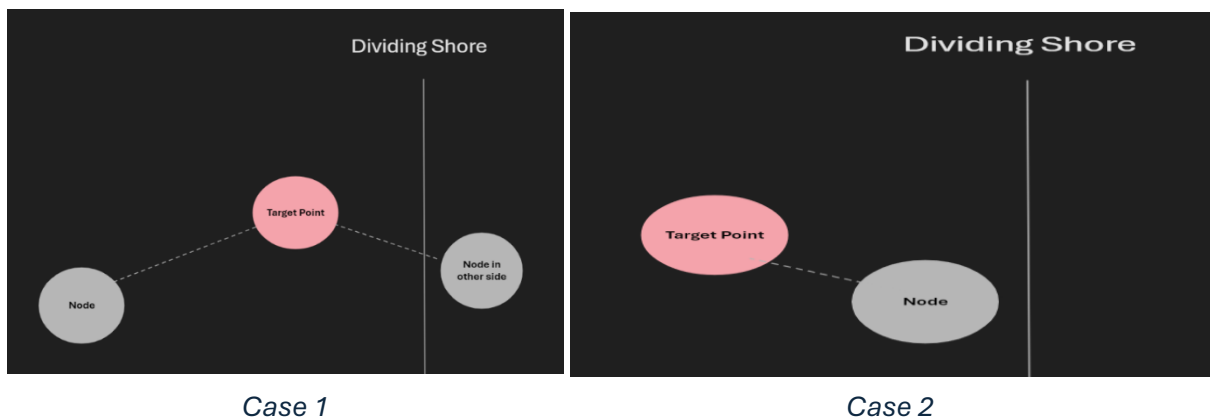 Dividing Shore
Target Point
Node in
other side
Node
Case 1
Dividing Shore
Target Point
Node
Case 2